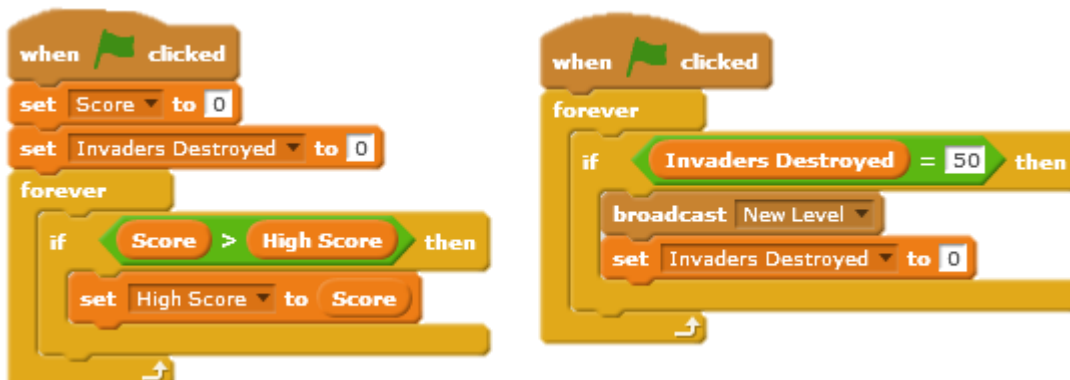 when clicked
set Score to 0
set Invaders Destroyed to 0
forever
if Score > High Score then
set High Score to Score
when clicked
forever
if Invaders Destroyed = 50 then
broadcast New Level
set Invaders Destroyed to 0